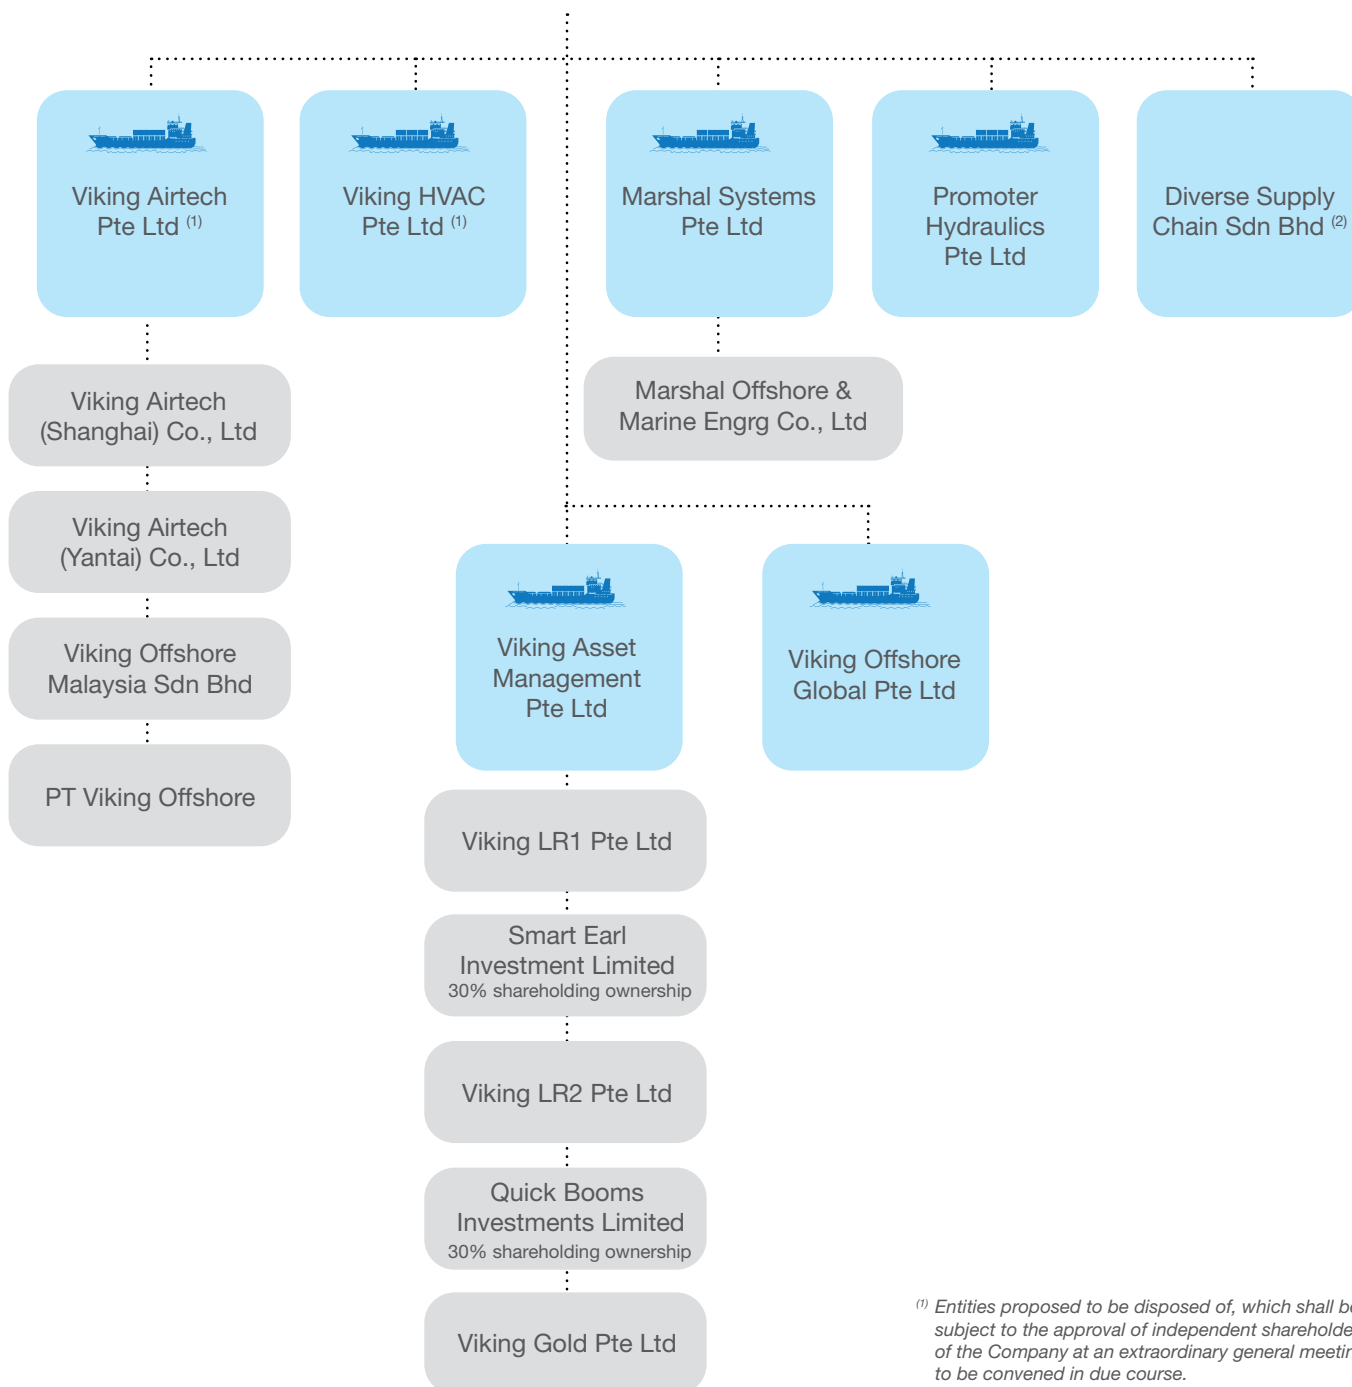 Viking Airtech
Pte Ltd (1)
Viking HVAC
Pte Ltd (1)
Marshal Systems
Pte Ltd
Promoter
Hydraulics
Pte Ltd
Diverse Supply
Chain Sdn Bhd (2)
Viking Airtech
(Shanghai) Co., Ltd
Viking Airtech
(Yantai) Co., Ltd
Viking Offshore
Malaysia Sdn Bhd
PT Viking Offshore
Marshal Offshore &
Marine Engrg Co., Ltd
Viking Asset
Management
Pte Ltd
Viking Offshore
Global Pte Ltd
Viking LR1 Pte Ltd
Smart Earl
Investment Limited
30% shareholding ownership
Viking LR2 Pte Ltd
Quick Booms
Investments Limited
30% shareholding ownership
Viking Gold Pte Ltd
(1) Entities proposed to be disposed of, which shall be
subject to the approval of independent
of the Company at an extraordinary general
to be convened in due course.